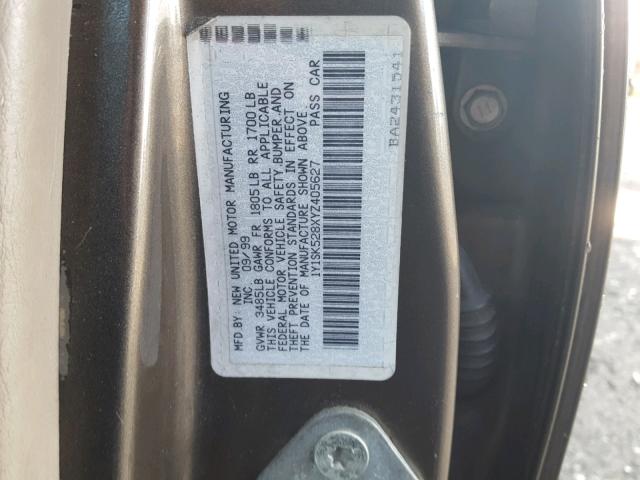 MFD BY: NEW UNITED MOTOR MANUFACTURING
INC. 09/99
GVWR 3485LB GAWR FR 1805LB RR 1700LB
THIS VEHICLE CONFORMS TO ALL APPLICABLE
FEDERAL MOTOR VEHICLE SAFETY,BUMPER,AND
THEFT PREVENTION STANDARDS IN EFFECT ON
THE DATE OF MANUFACTURE SHOWN ABOVE.
1Y1SK528XYZ405627 PASS CAR
BA2431541